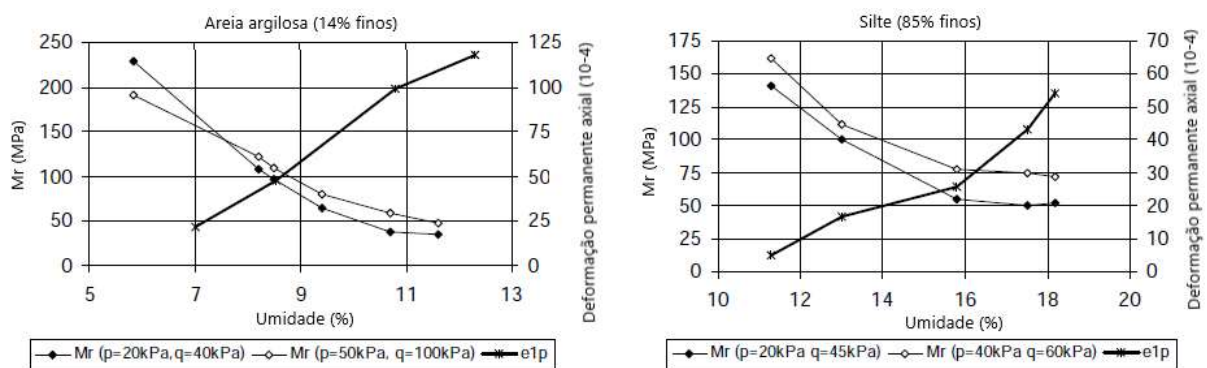 Areia argilosa (14% finos)
250
200
150
100
50
0
Mr (MPa)
125
100
75
50
25
0
Deformação permanente axial (10-4)
5
7
9
11
13
Umidade (%)
Mr (p=20kPa,q=40kPa)
Mr (p=50kPa, q=100kPa)
e1p
Silte (85% finos)
175
150
125
100
75
50
25
0
Mr (MPa)
70
60
50
40
30
20
10
0
Deformação permanente axial (10-4)
10
12
14
16
18
20
Umidade (%)
Mr (p=20kPa q=45kPa)
Mr (p=40kPa q=60kPa)
e1p